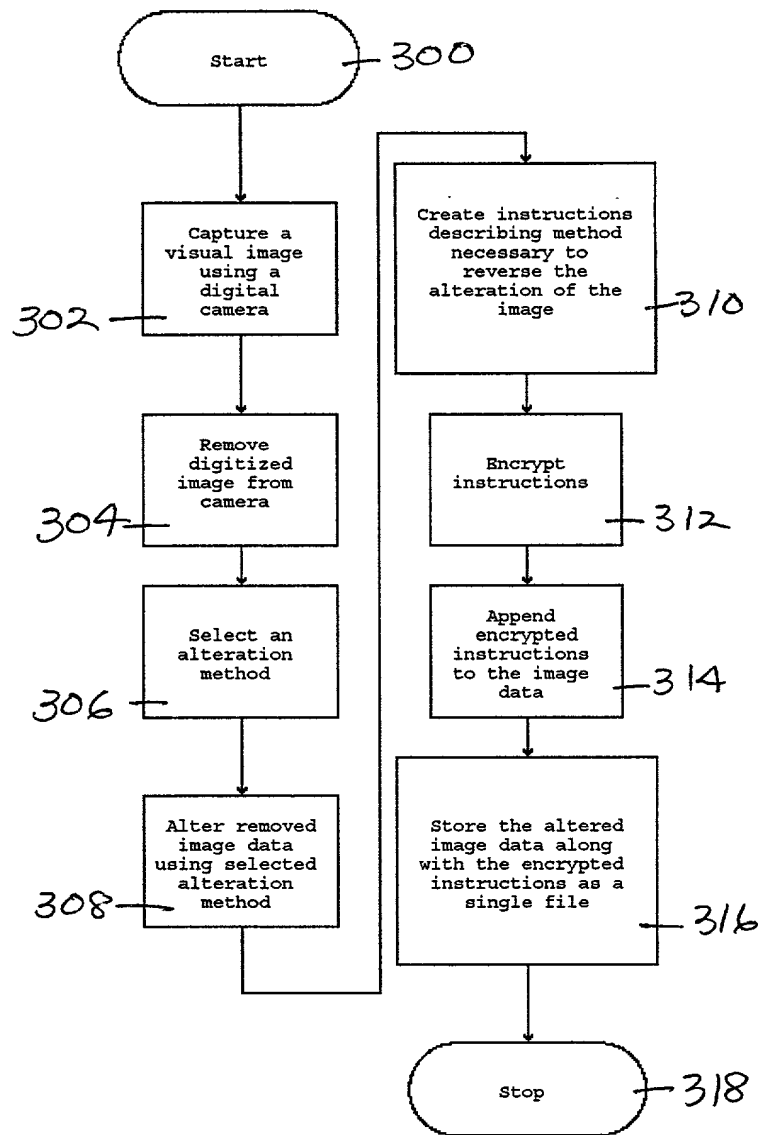 Start
300
Capture a
visual image
using a
digital
camera
302
Remove
digitized
image from
camera
304
Select an
alteration
method
306
Alter removed
image data
using selected
alteration
method
308
Create instructions
describing method
necessary to
reverse the
alteration of the
image
310
Encrypt
instructions
312
Append
encrypted
instructions
to the image
data
314
Store the altered
image data along
with the encrypted
instructions as a
single file
316
Stop
318